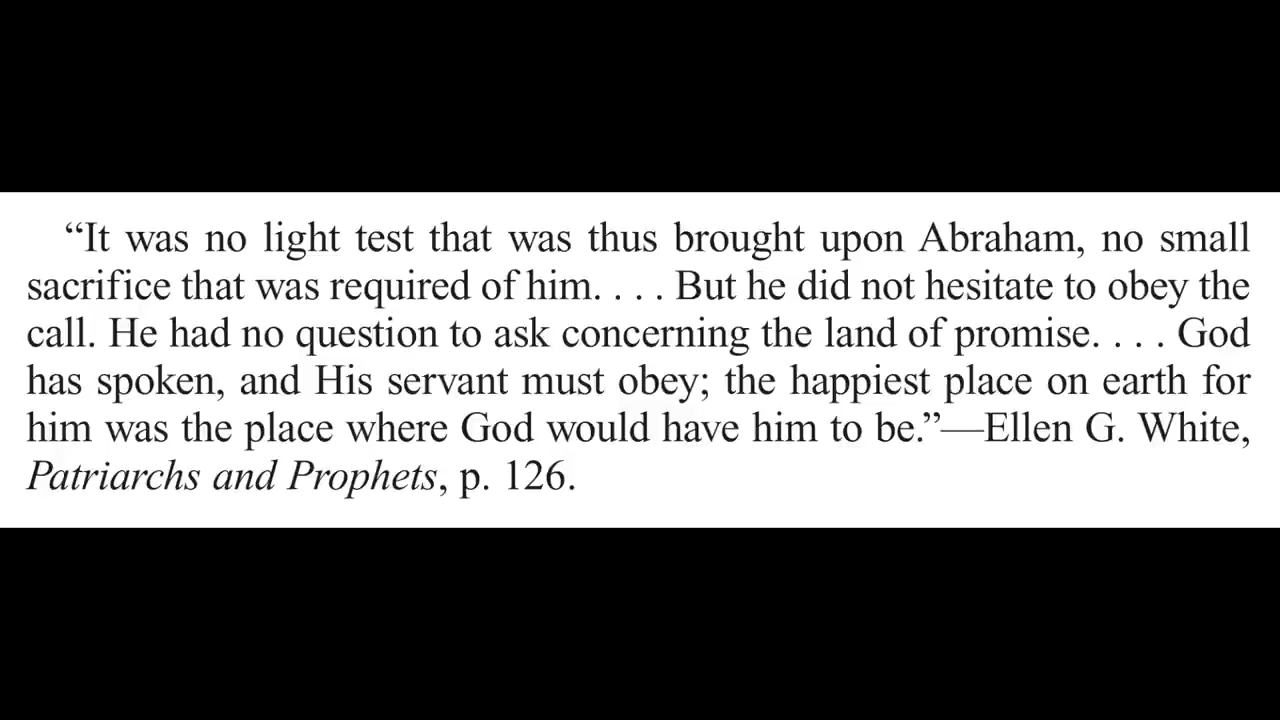 “It was no light test that was thus brought upon Abraham, no small
sacrifice that was required of him. . . . But he did not hesitate to obey the
call. He had no question to ask concerning the land of promise. . . . God
has spoken, and His servant must obey; the happiest place on earth for
him was the place where God would have him to be.”—Ellen G. White,
Patriarchs and Prophets, p. 126.